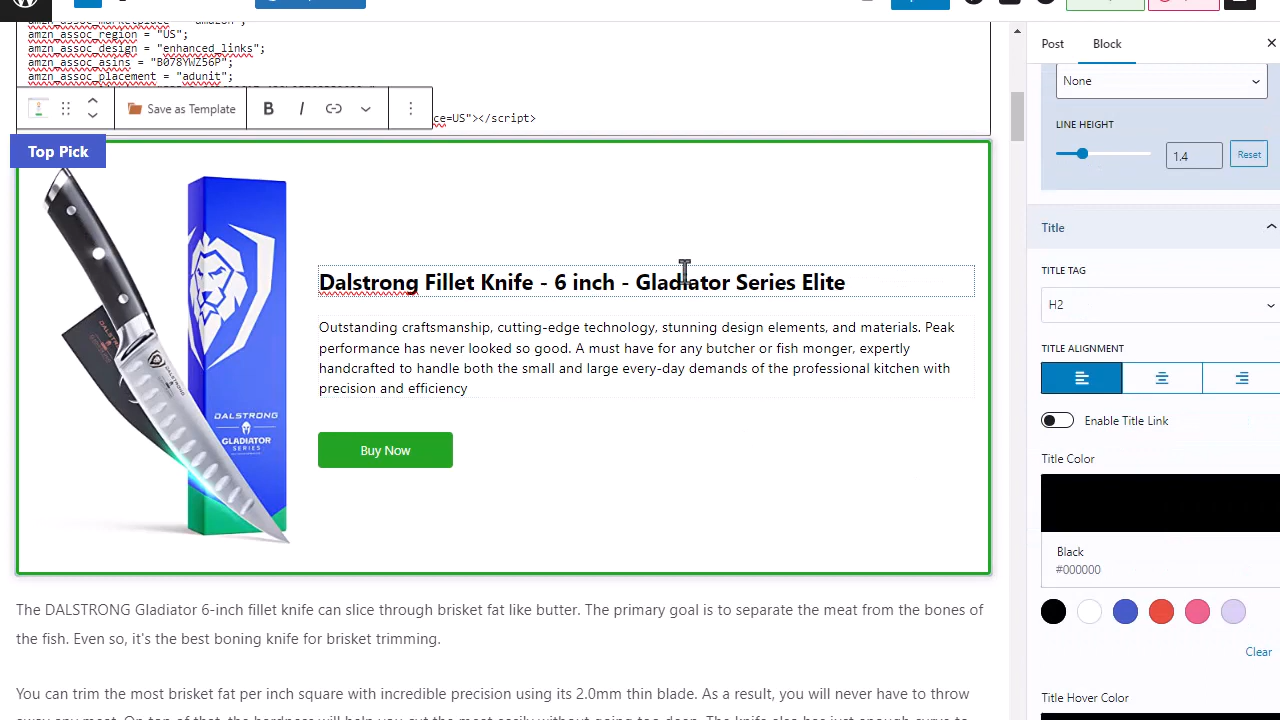 amzn_assoc_region = "US";
amzn_assoc_design = "enhanced_links";
amzn_assoc_asins = "B078YWZ56P";
amzn_assoc_placement = "adunit";
ce=US"></script>
Save as Template
B
I
Top Pick
DALSTRONG
GLADIATOR
SERIES
Dalstrong Fillet Knife - 6 inch - Gladiator Series Elite
Outstanding craftsmanship, cutting-edge technology, stunning design elements, and materials. Peak
performance has never looked so good. A must have for any butcher or fish monger, expertly
handcrafted to handle both the small and large every-day demands of the professional kitchen with
precision and efficiency
Buy Now
The DALSTRONG Gladiator 6-inch fillet knife can slice through brisket fat like butter. The primary goal is to separate the meat from the bones of
the fish. Even so, it's the best boning knife for brisket trimming.
You can trim the most brisket fat per inch square with incredible precision using its 2.0mm thin blade. As a result, you will never have to throw
Post
Block
None
LINE HEIGHT
1.4
Reset
Title
TITLE TAG
H2
TITLE ALIGNMENT
Enable Title Link
Title Color
Black
#000000
Clear
Title Hover Color